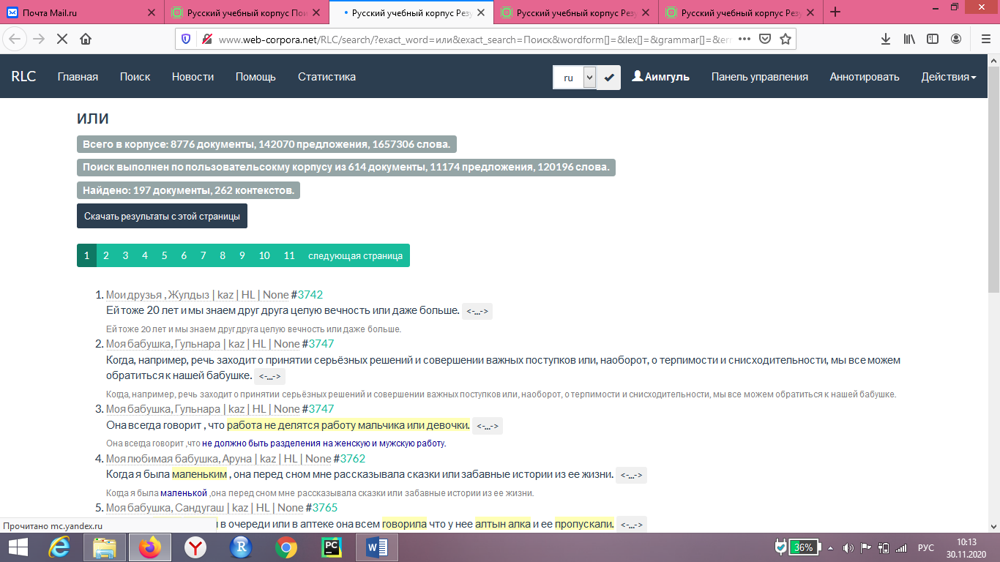 Почта Mail.ru
Русский учебный корпус Пои
Русский учебный корпус Резу
Русский учебный корпус Резу
Русский учебный корпус Резу
www.web-corpora.net/RLC/search/?exact_word=или&exact_search=Поиск&wordform[]=&lex[]=&grammar[]=&er
RLC Главная Поиск Новости Помощь Статистика ru Аимгуль Панель управления Аннотировать Действия
или
Всего в корпусе: 8776 документы, 142070 предложения, 1657306 слова.
Поиск выполнен по пользовательсокму корпусу из 614 документы, 11174 предложения, 120196 слова.
Найдено: 197 документы, 262 контекстов.
Скачать результаты с этой страницы
1 2 3 4 5 6 7 8 9 10 11 следующая страница
1. Мои друзья , Жулдыз | kaz | HL | None #3742
Ей тоже 20 лет и мы знаем друг друга целую вечность или даже больше. <-...->
Ей тоже 20 лет и мы знаем друг друга целую вечность или даже больше.
2. Моя бабушка, Гульнара | kaz | HL | None #3747
Когда, например, речь заходит о принятии серьёзных решений и совершении важных поступков или, наоборот, о терпимости и снисходительности, мы все можем
обратиться к нашей бабушке. <-...->
Когда, например, речь заходит о принятии серьёзных решений и совершении важных поступков или, наоборот, о терпимости и снисходительности, мы все можем обратиться к нашей бабушке.
3. Моя бабушка, Гульнара | kaz | HL | None #3747
Она всегда говорит , что работа не делятся работу мальчика или девочки. <-...->
Она всегда говорит ,что не должно быть разделения на женскую и мужскую работу.
4. Моя любимая бабушка, Аруна | kaz | HL | None #3762
Когда я была маленьким , она перед сном мне рассказывала сказки или забавные истории из ее жизни. <-...->
Когда я была маленькой ,она перед сном мне рассказывала сказки или забавные истории из ее жизни.
5. Моя бабушка, Сандугаш | kaz | HL | None #3765
в очереди или в аптеке она всем говорила что у нее алтын алка и ее пропускали. <-...->
Прочитано mc.yandex.ru
R PC W 36% РУС 10:13
30.11.2020